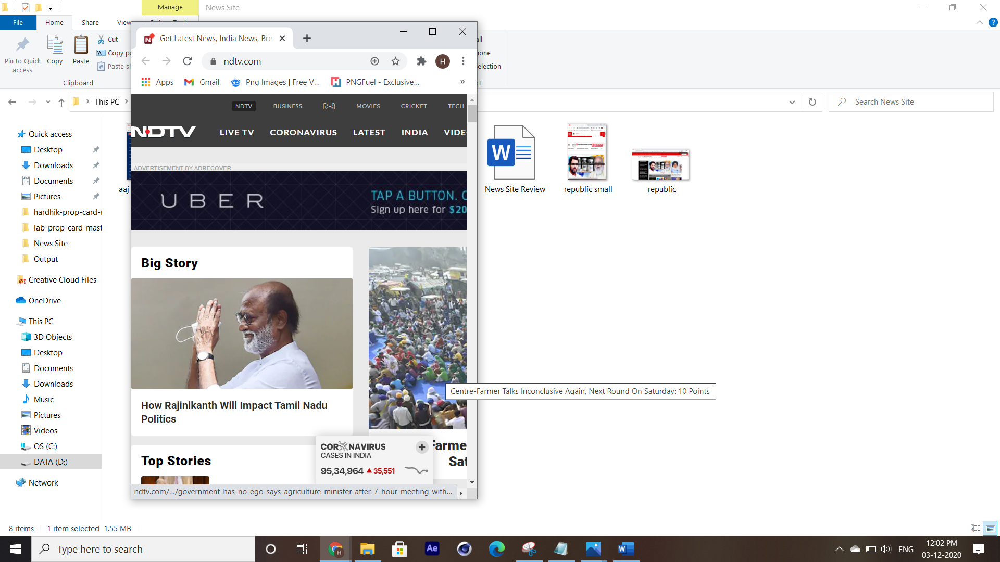 Manage
News Site
File
Home
Share
View
Pin to Quick
access
Copy
Paste
Cut
Copy pa
Paste sh
Clipboard
all
none
election
ct
Get Latest News, India News, Bre
ndtv.com
H
Apps
Gmail
Png Images | Free V...
PNGFuel - Exclusive...
»
This PC
Search News Site
NDTV
BUSINESS
हिन्दी
MOVIES
CRICKET
TECH
NDTV
LIVE TV
CORONAVIRUS
LATEST
INDIA
VIDE
ADVERTISEMENT BY ADRECOVER
UBER
TAP A BUTTON.
Sign up here for $20
Big Story
How Rajinikanth Will Impact Tamil Nadu
Politics
Centre-Farmer Talks Inconclusive Again, Next Round On Saturday: 10 Points
Farme
Sat
Top Stories
CORONAVIRUS
CASES IN INDIA
95,34,964 ▲ 35,551
ndtv.com/.../government-has-no-ego-says-agriculture-minister-after-7-hour-meeting-with...
Quick access
Desktop
Downloads
Documents
Pictures
hardhik-prop-card-
lab-prop-card-mast
News Site
Output
Creative Cloud Files
OneDrive
This PC
3D Objects
Desktop
Documents
Downloads
Music
Pictures
Videos
OS (C:)
DATA (D:)
Network
aaj
W
News Site Review
republic small
republic
8 items
1 item selected 1.55 MB
Type here to search
H
Ae
W
ENG
12:02 PM
03-12-2020